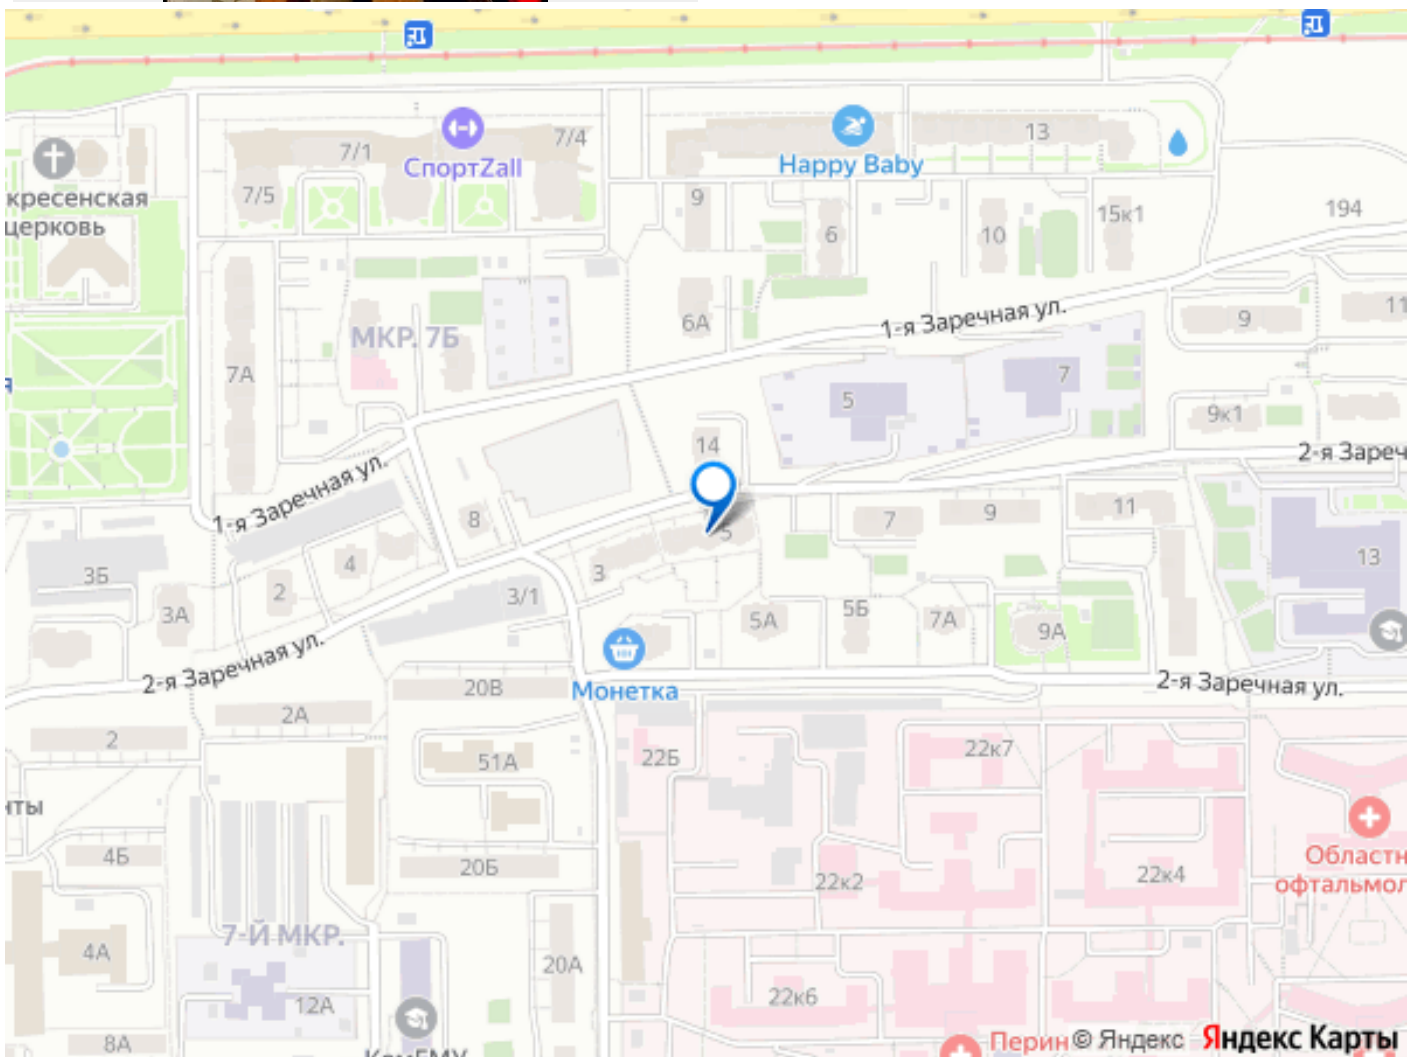 7/1
7/4
13
СпортZall
Happy Baby
7/5
кресенская
церковь
9
6
10
15к1
194
6А
1-я Заречная ул.
9
11
МКР. 7Б
7А
5
7
9к1
14
2-я Зареч
1-я Заречная ул.
8
5
7
9
11
3Б
4
3
13
2
3/1
3А
5А
5Б
7А
9А
2-я Заречная ул.
Монетка
2-я Заречная ул.
20В
2А
2
51А
22Б
22к7
нты
4Б
20Б
22к2
22к4
Областн
офтальмол
7-Й МКР.
4А
20А
12А
22к6
8А
Перин
© Яндекс
Яндекс Карты